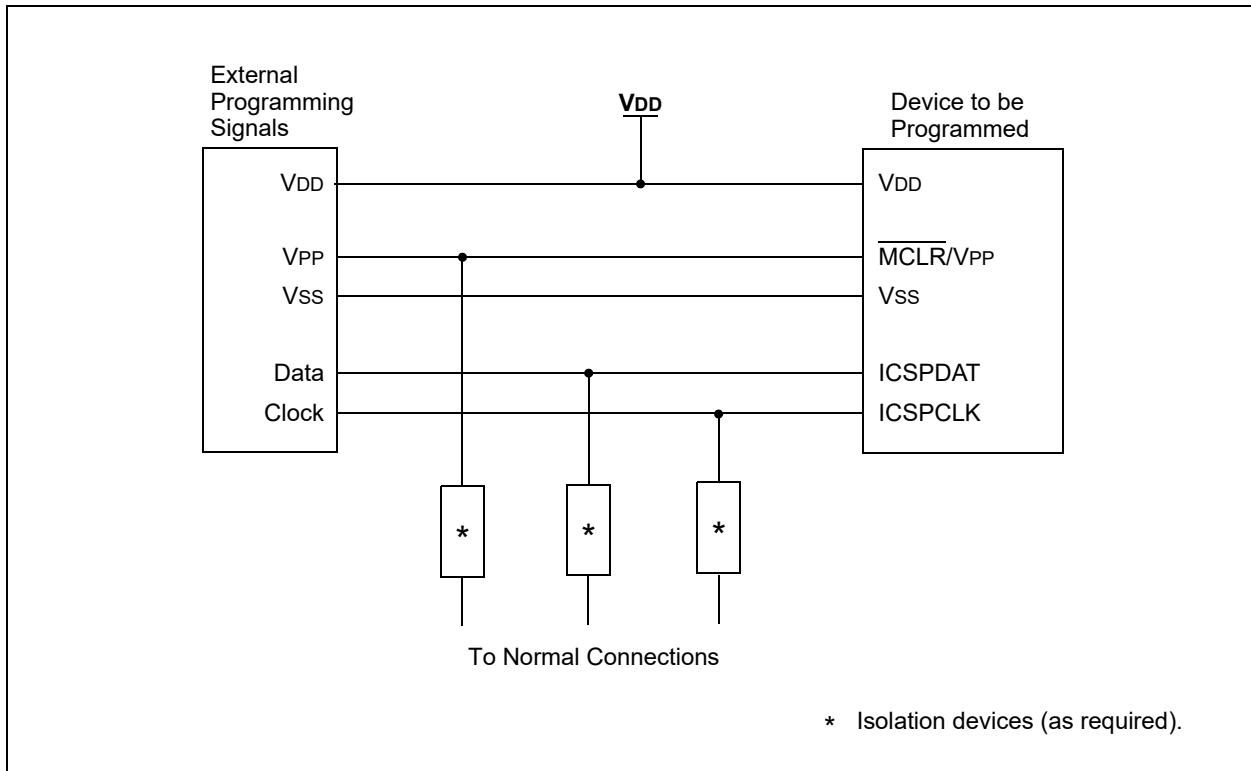 External
Programming
Signals
VDD
Device to be
Programmed
VDD
VDD
VPP
MCLR/VPP
VSS
VSS
Data
ICSPDAT
Clock
ICSPCLK
* * *
To Normal Connections
* Isolation devices (as required).